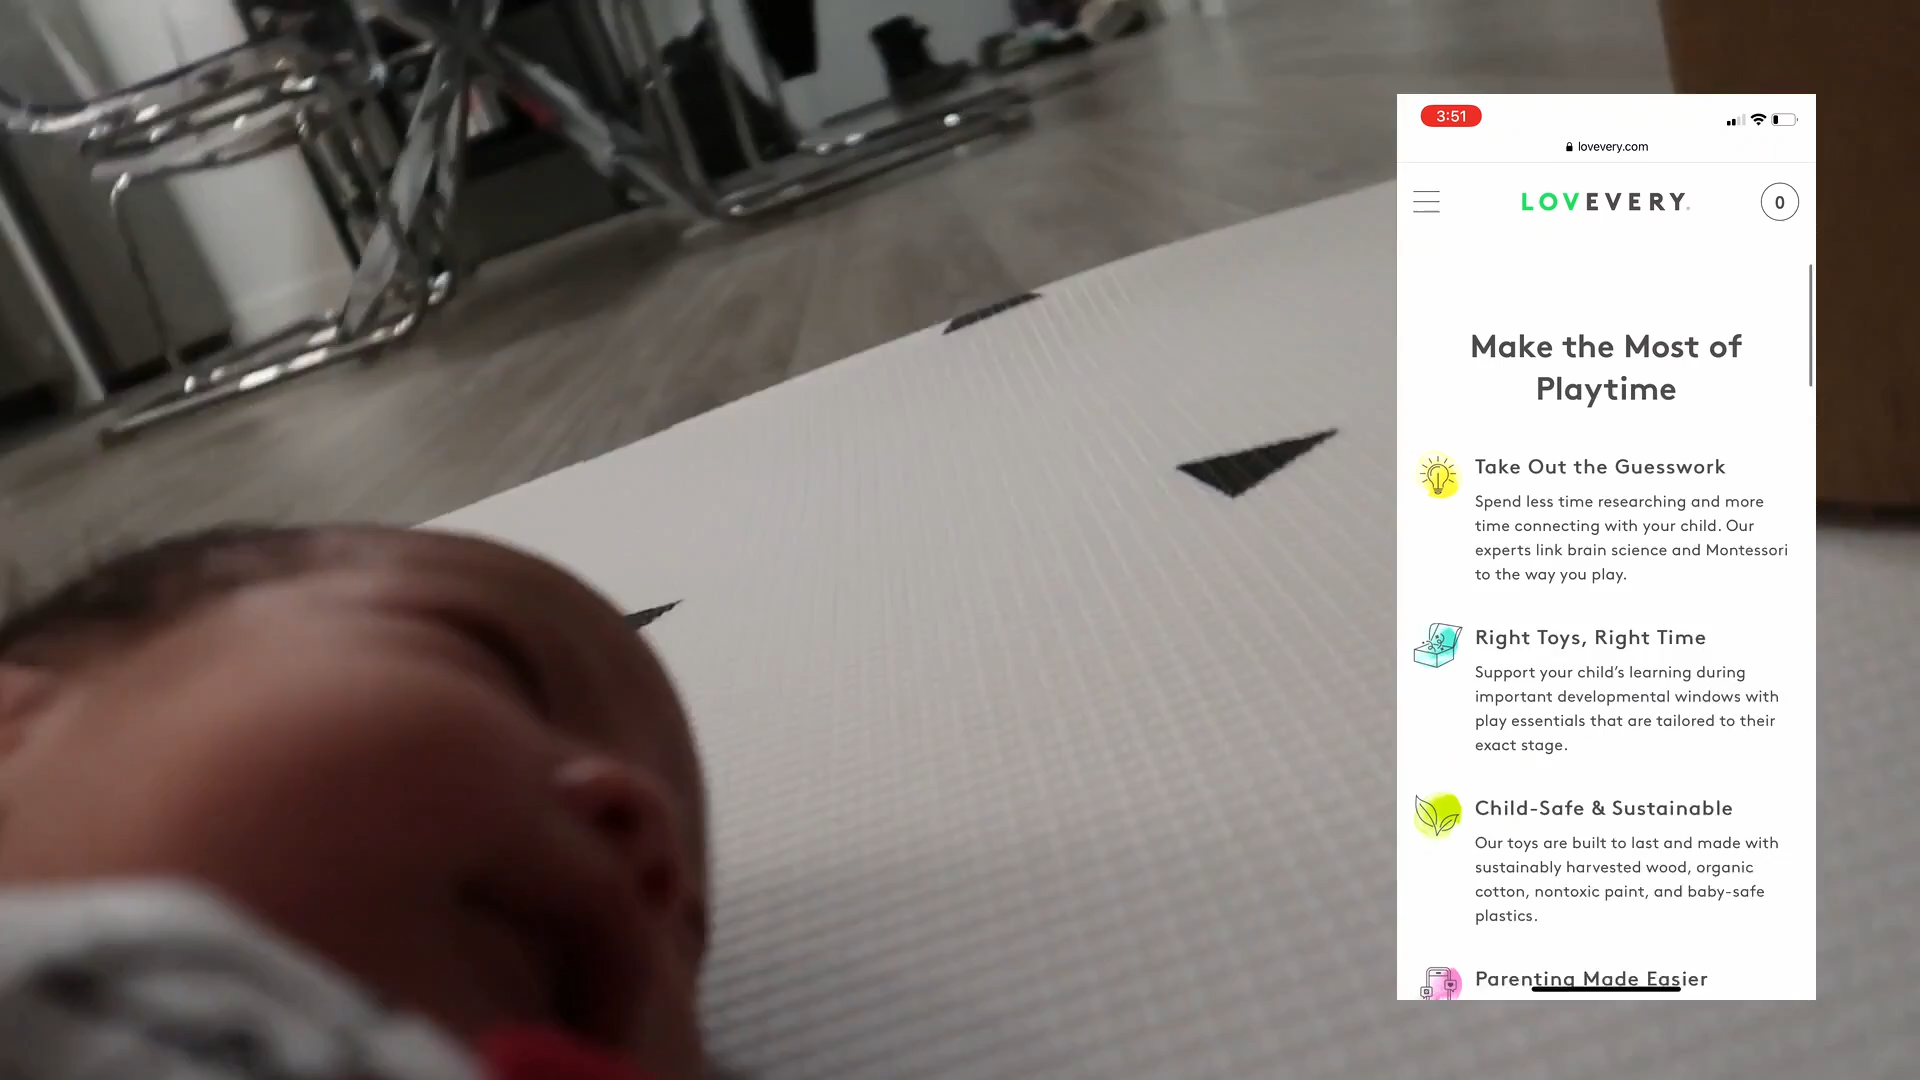 3:51
lovevery.com
LOVEVERY.
0
Make the Most of
Playtime
Take Out the Guesswork
Spend less time researching and more
time connecting with your child. Our
experts link brain science and Montessori
to the way you play.
Right Toys, Right Time
Support your child’s learning during
important developmental windows with
play essentials that are tailored to their
exact stage.
Child-Safe & Sustainable
Our toys are built to last and made with
sustainably harvested wood, organic
cotton, nontoxic paint, and baby-safe
plastics.
Parenting Made Easier